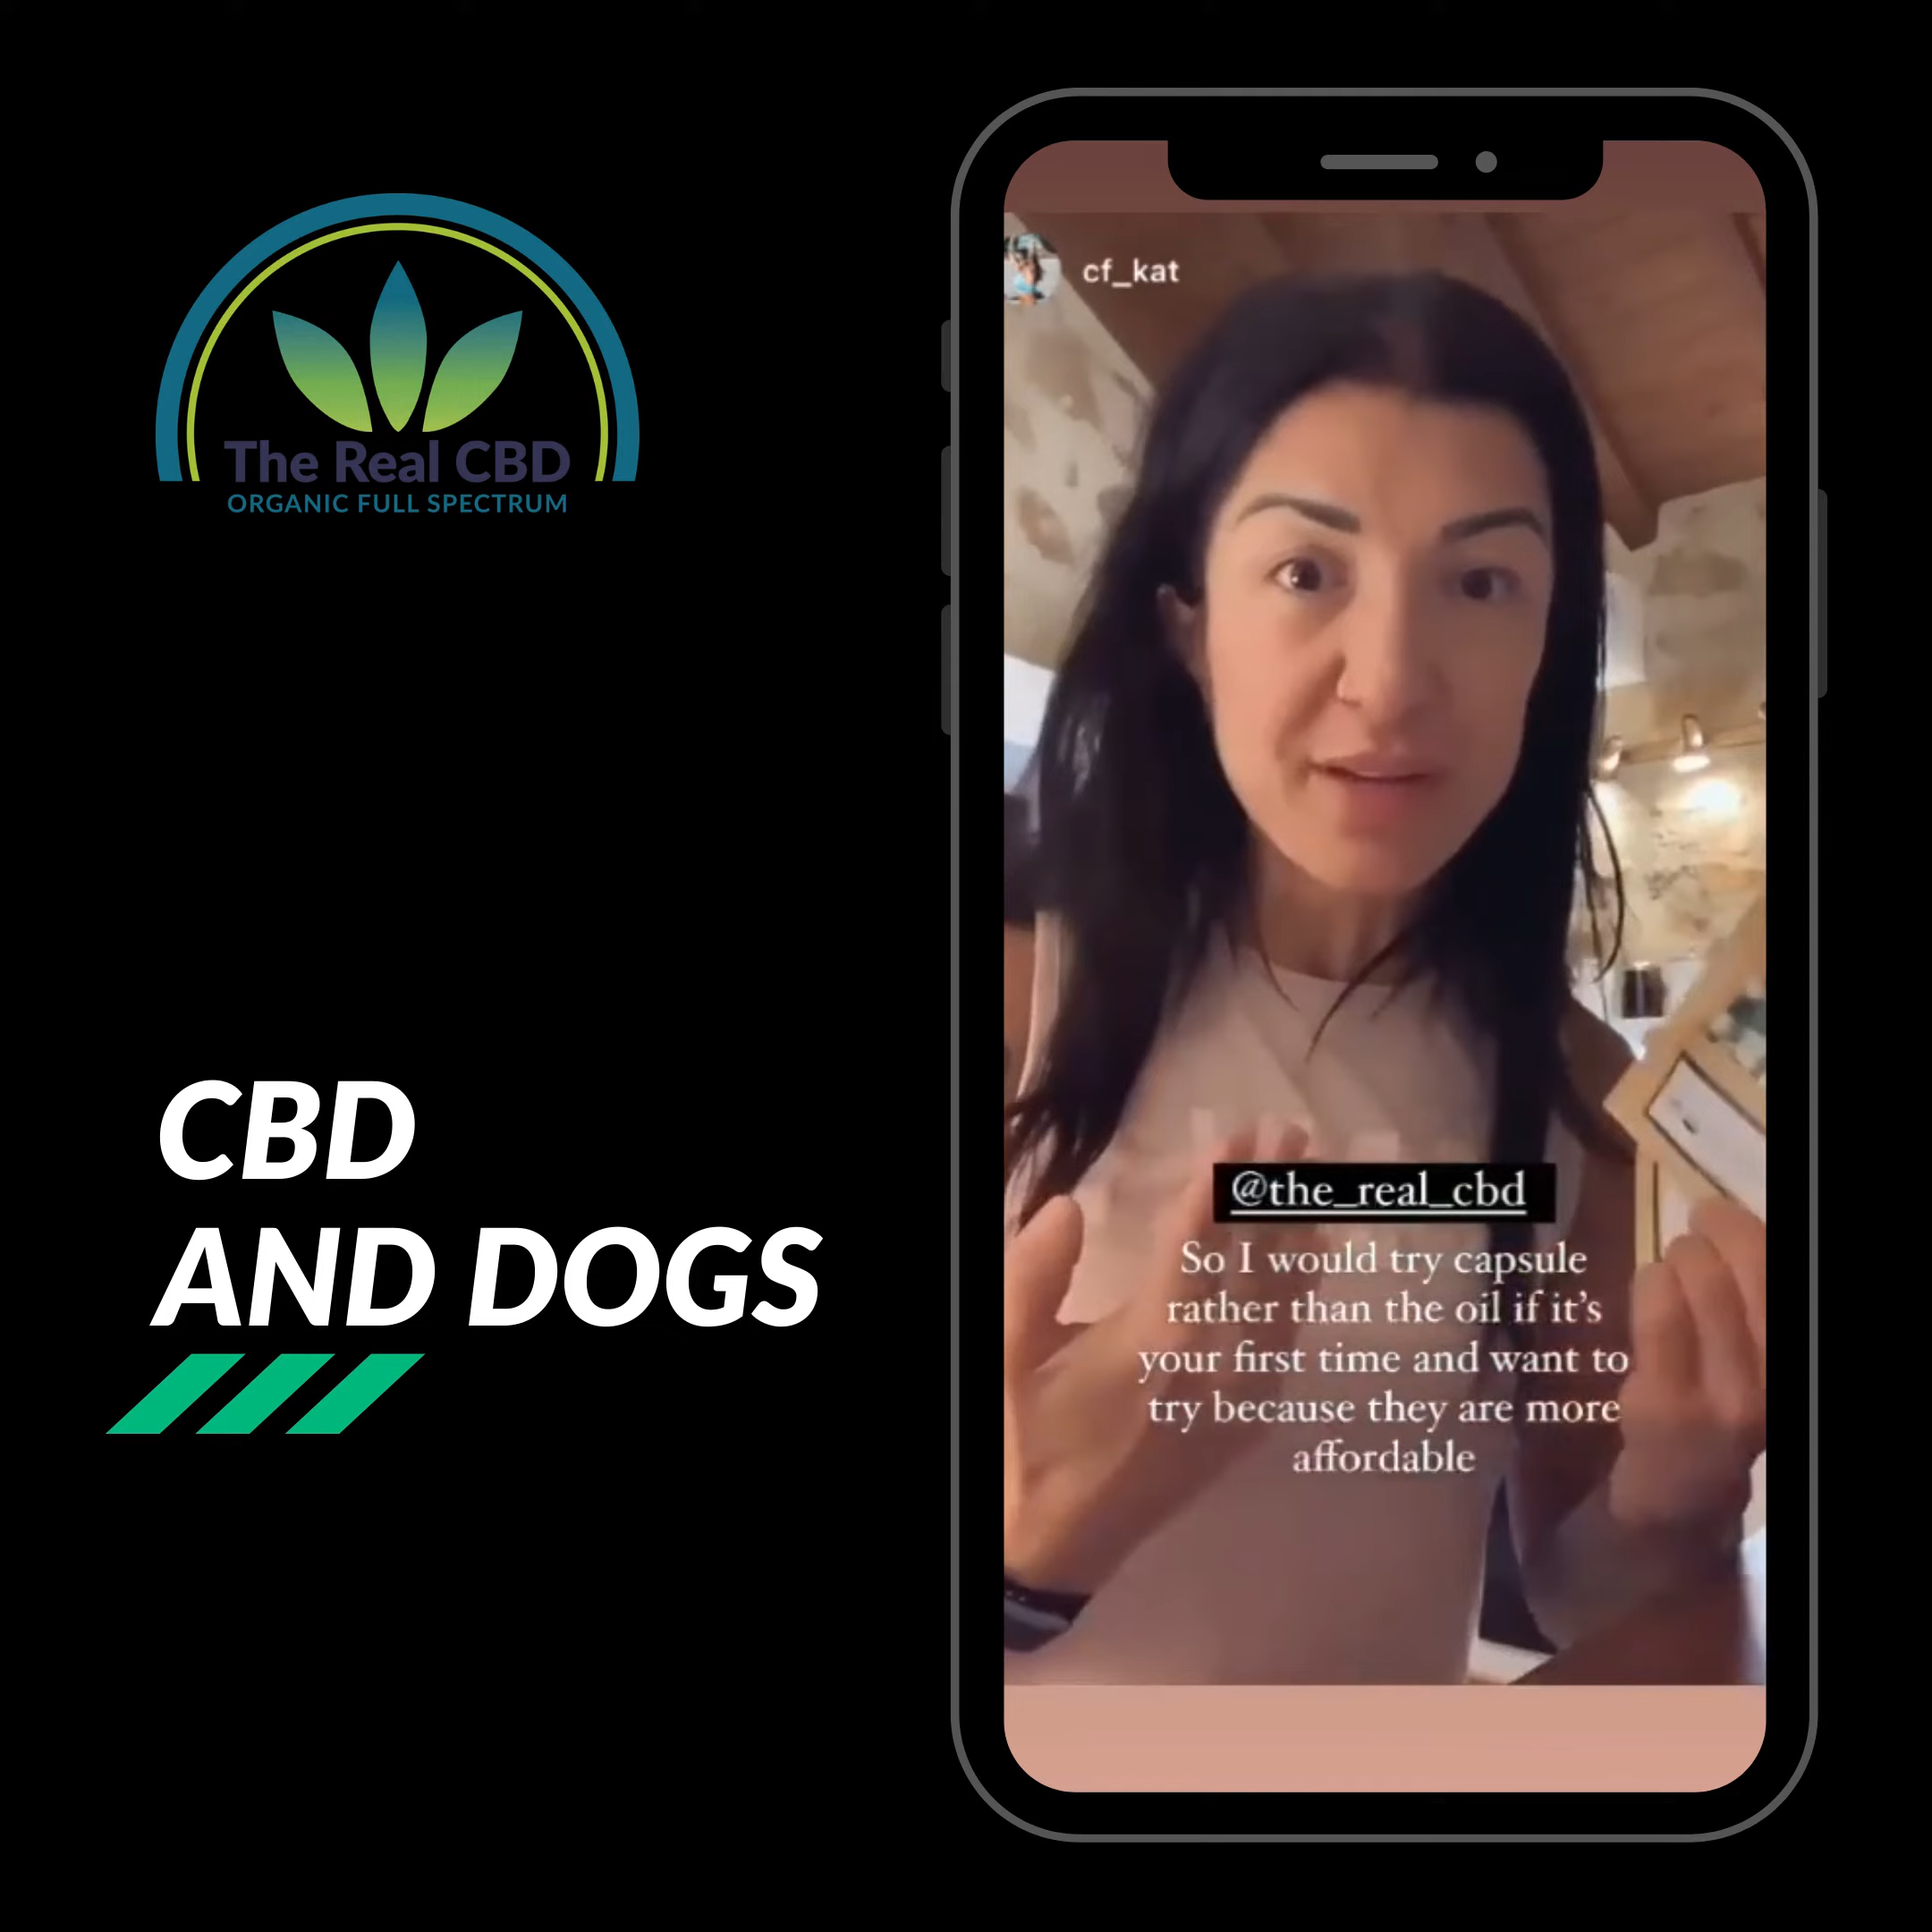 The Real CBD
ORGANIC FULL SPECTRUM
CBD
AND DOGS
cf_kat
@the_real_cbd
So I would try capsule
rather than the oil if it's
your first time and want to
try because they are more
affordable